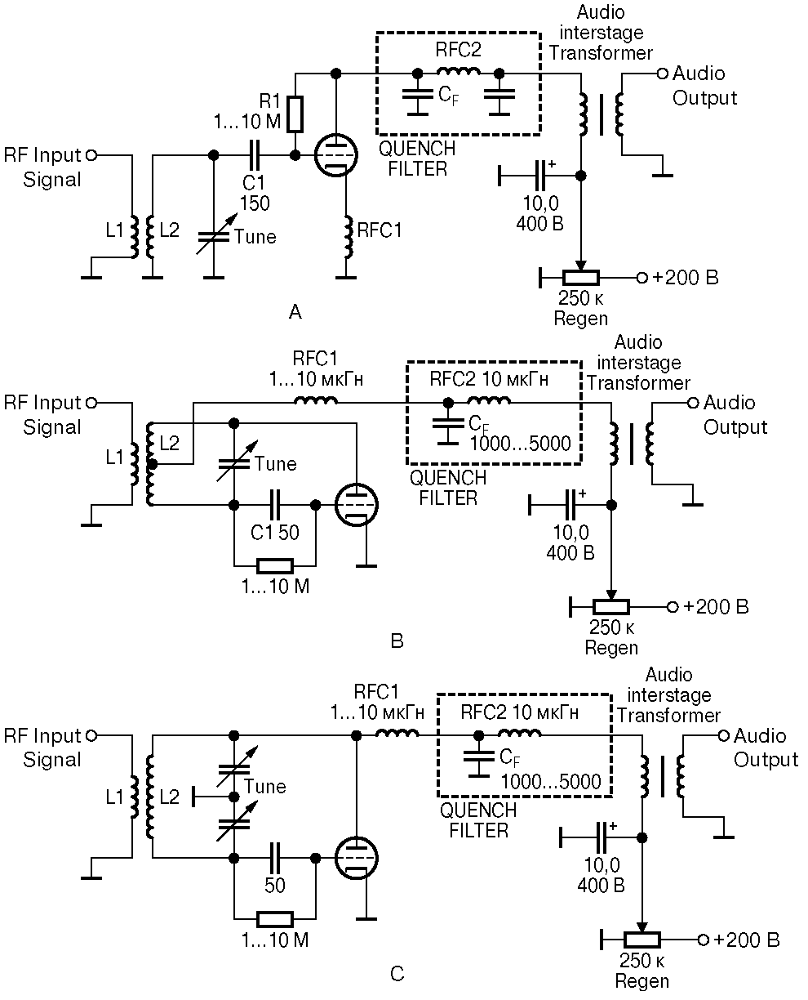 Audio
interstage
Transformer
RFC2
Audio
Output
C_F
R1
1...10 M
RF Input
Signal
QUENCH
FILTER
C1
150
10,0
400 В
+
L1
L2
Tune
RFC1
+200 В
250 к
Regen
A
Audio
interstage
Transformer
RFC1
1...10 мкГн
RFC2 10 мкГн
RF Input
Signal
Audio
Output
C_F
1000...5000
L1
L2
Tune
QUENCH
FILTER
+
C1 50
10,0
400 В
1...10 M
+200 В
250 к
Regen
B
Audio
interstage
Transformer
RFC1
1...10 мкГн
RFC2 10 мкГн
RF Input
Signal
Audio
Output
C_F
1000...5000
L1
L2
Tune
QUENCH
FILTER
+
50
10,0
400 В
1...10 M
+200 В
250 к
Regen
C